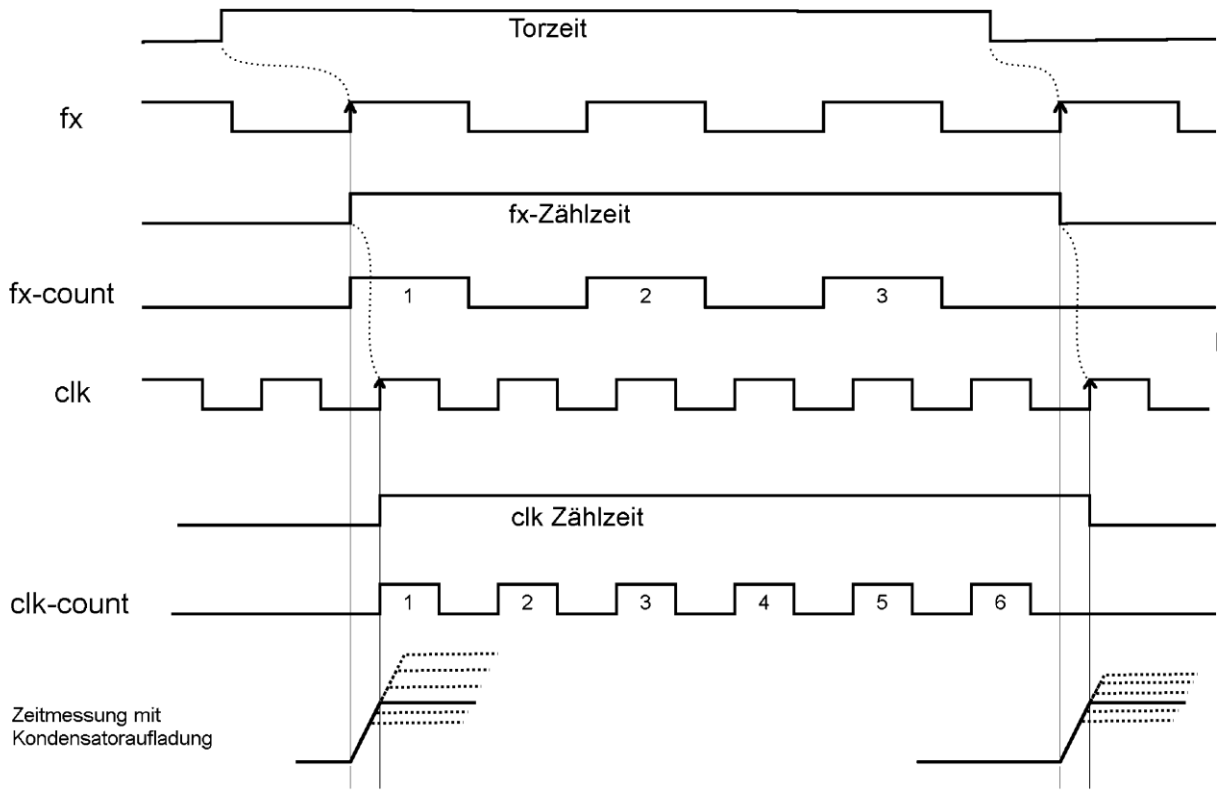 Torzeit
fx
fx-Zählzeit
fx-count
1 2 3
clk
clk Zählzeit
clk-count
1 2 3 4 5 6
Zeitmessung mit
Kondensatoraufladung